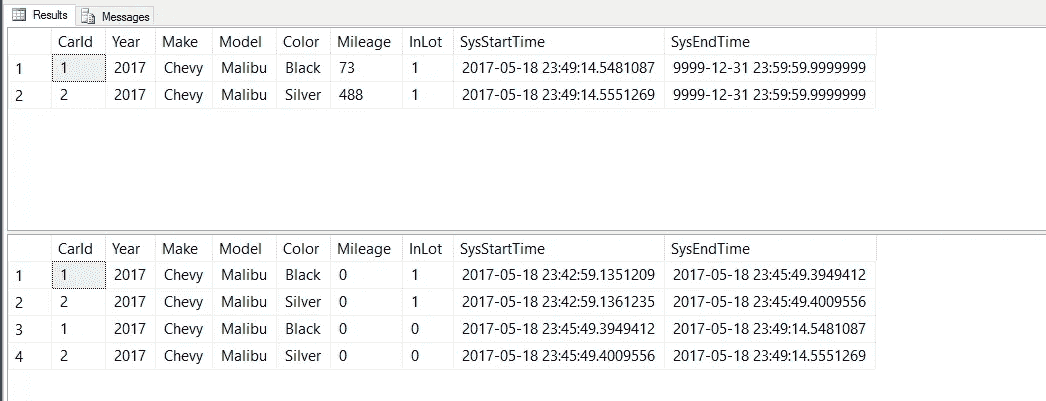 Results Messages
CarId Year Make Model Color Mileage InLot SysStartTime SysEndTime
1 1 2017 Chevy Malibu Black 73 1 2017-05-18 23:49:14.5481087 9999-12-31 23:59:59.9999999
2 2 2017 Chevy Malibu Silver 488 1 2017-05-18 23:49:14.5551269 9999-12-31 23:59:59.9999999
CarId Year Make Model Color Mileage InLot SysStartTime SysEndTime
1 1 2017 Chevy Malibu Black 0 1 2017-05-18 23:42:59.1351209 2017-05-18 23:45:49.3949412
2 2 2017 Chevy Malibu Silver 0 1 2017-05-18 23:42:59.1361235 2017-05-18 23:45:49.4009556
3 1 2017 Chevy Malibu Black 0 0 2017-05-18 23:45:49.3949412 2017-05-18 23:49:14.5481087
4 2 2017 Chevy Malibu Silver 0 0 2017-05-18 23:45:49.4009556 2017-05-18 23:49:14.5551269